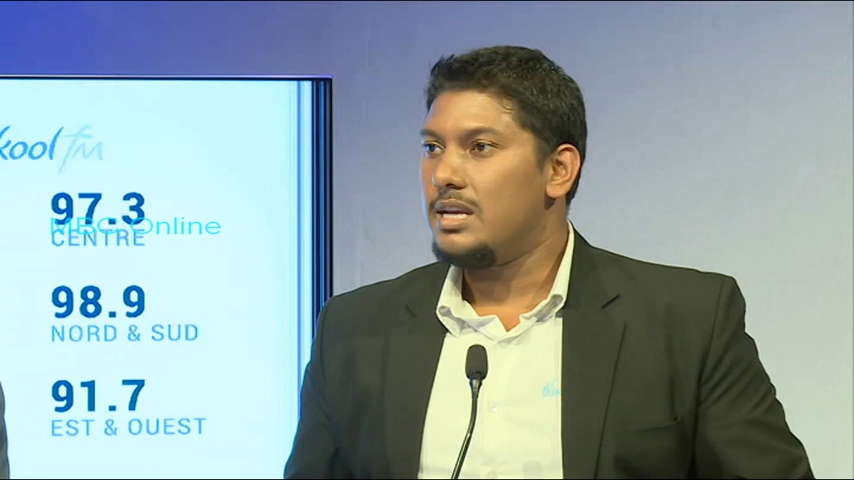 kool fm
97.3
MBC Online
CENTRE
98.9
NORD & SUD
91.7
EST & OUEST